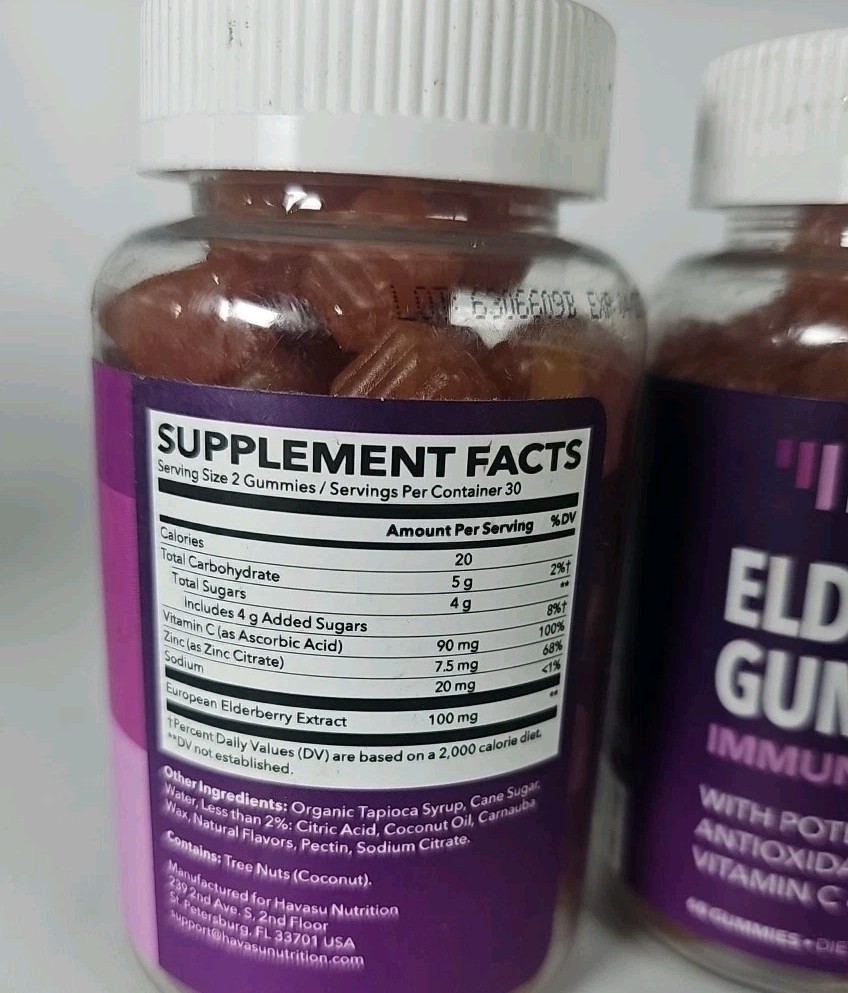 LOT: 6306E09B EXP:
SUPPLEMENT FACTS
Serving Size 2 Gummies / Servings Per Container 30
Amount Per Serving %DV
Calories 20
Total Carbohydrate 5 g 2%†
Total Sugars 4 g **
includes 4 g Added Sugars 8%†
Vitamin C (as Ascorbic Acid) 90 mg 100%
Zinc (as Zinc Citrate) 7.5 mg 68%
Sodium 20 mg <1%
European Elderberry Extract 100 mg **
†Percent Daily Values (DV) are based on a 2,000 calorie diet.
**DV not established.
Other Ingredients: Organic Tapioca Syrup, Cane Sugar,
Water, Less than 2%: Citric Acid, Coconut Oil, Carnauba
Wax, Natural Flavors, Pectin, Sodium Citrate.
Contains: Tree Nuts (Coconut).
Manufactured for Havasu Nutrition
239 2nd Ave. S, 2nd Floor
St. Petersburg, FL 33701 USA
support@havasunutrition.com
ELD
GUM
IMMUN
WITH POTE
ANTIOXIDA
VITAMIN C
GUMMIES • DIE